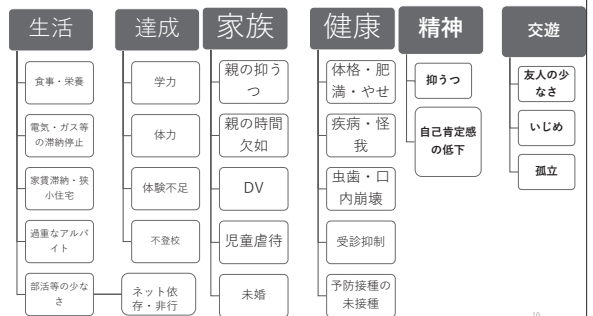 生活
食事・栄養
電気・ガス等
の滞納停止
家賃滞納・狭
小住宅
過重なアルバ
イト
部活等の少な
さ
達成
学力
体力
体験不足
不登校
ネット依
存・非行
家族
親の抑う
つ
親の時間
欠如
DV
児童虐待
未婚
健康
体格・肥
満・やせ
疾病・怪
我
虫歯・口
内崩壊
受診抑制
予防接種の
未接種
精神
抑うつ
自己肯定感
の低下
交遊
友人の少
なさ
いじめ
孤立
10